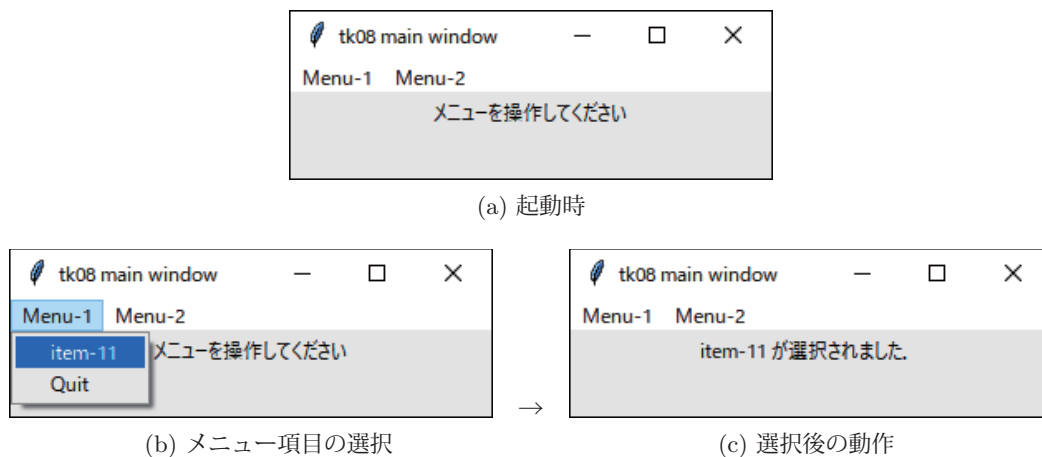 tk08 main window
Menu-1 Menu-2
メニューを操作してください
(a) 起動時
tk08 main window
Menu-1 Menu-2
item-11 メニューを操作してください
Quit
(b) メニュー項目の選択
→
tk08 main window
Menu-1 Menu-2
item-11 が選択されました.
(c) 選択後の動作